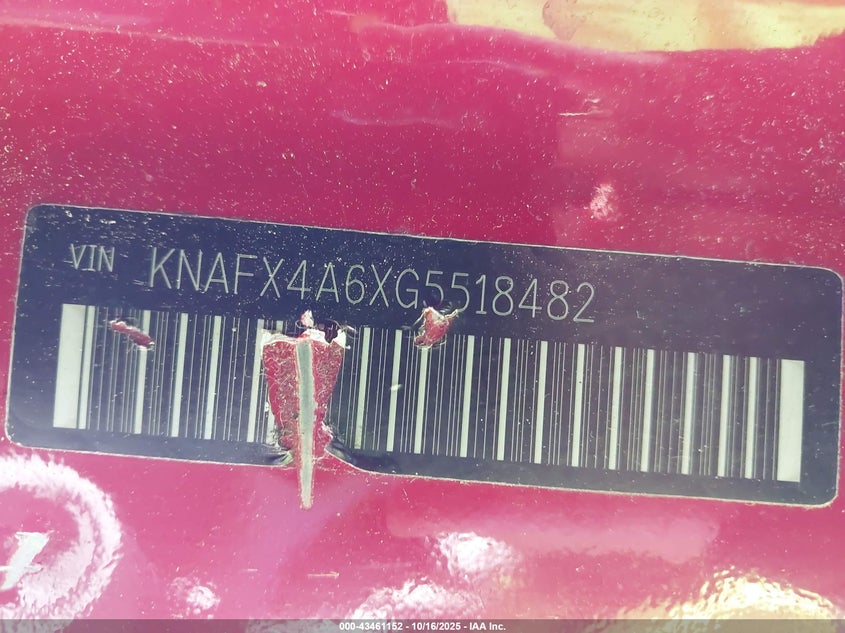 VIN KNAFX4A6XG5518482
000-43461152 - 10/16/2025 - IAA Inc.